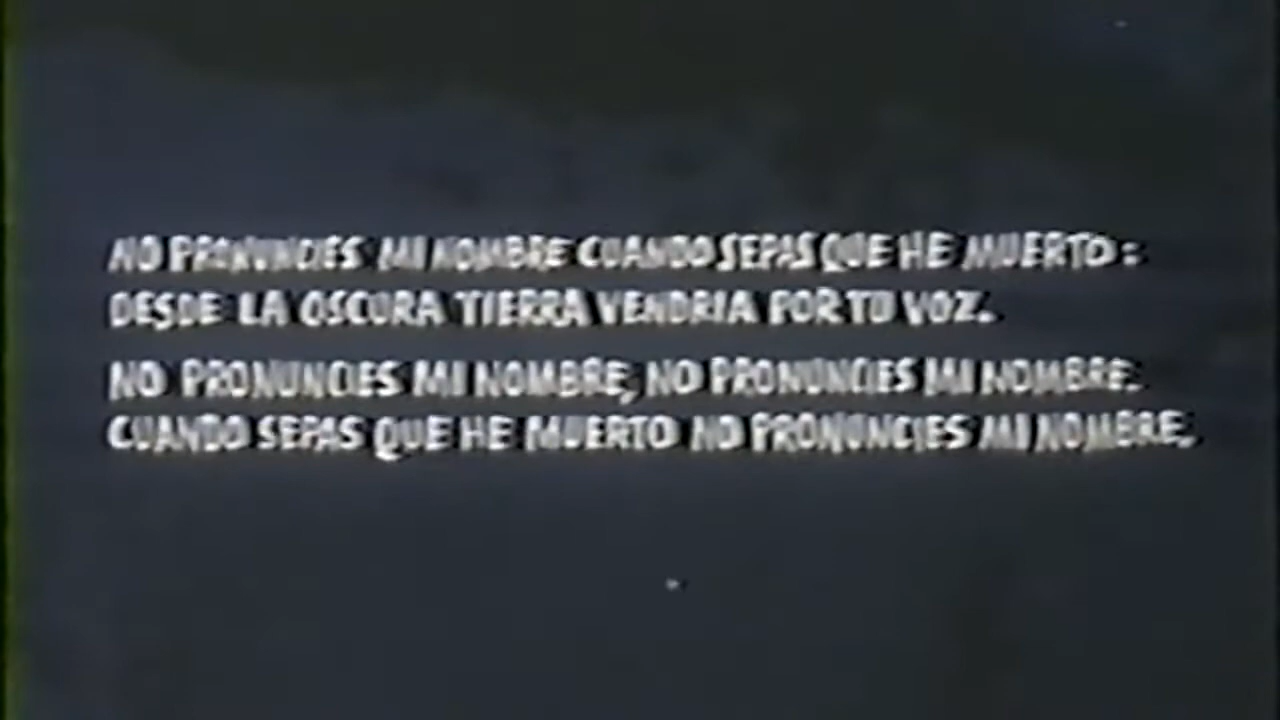 NO PRONUNCIES MI NOMBRE CUANDO SEPAS QUE HE MUERTO:
DESDE LA OSCURA TIERRA VENDRIA POR TU VOZ.
NO PRONUNCIES MI NOMBRE, NO PRONUNCIES MI NOMBRE.
CUANDO SEPAS QUE HE MUERTO NO PRONUNCIES MI NOMBRE.